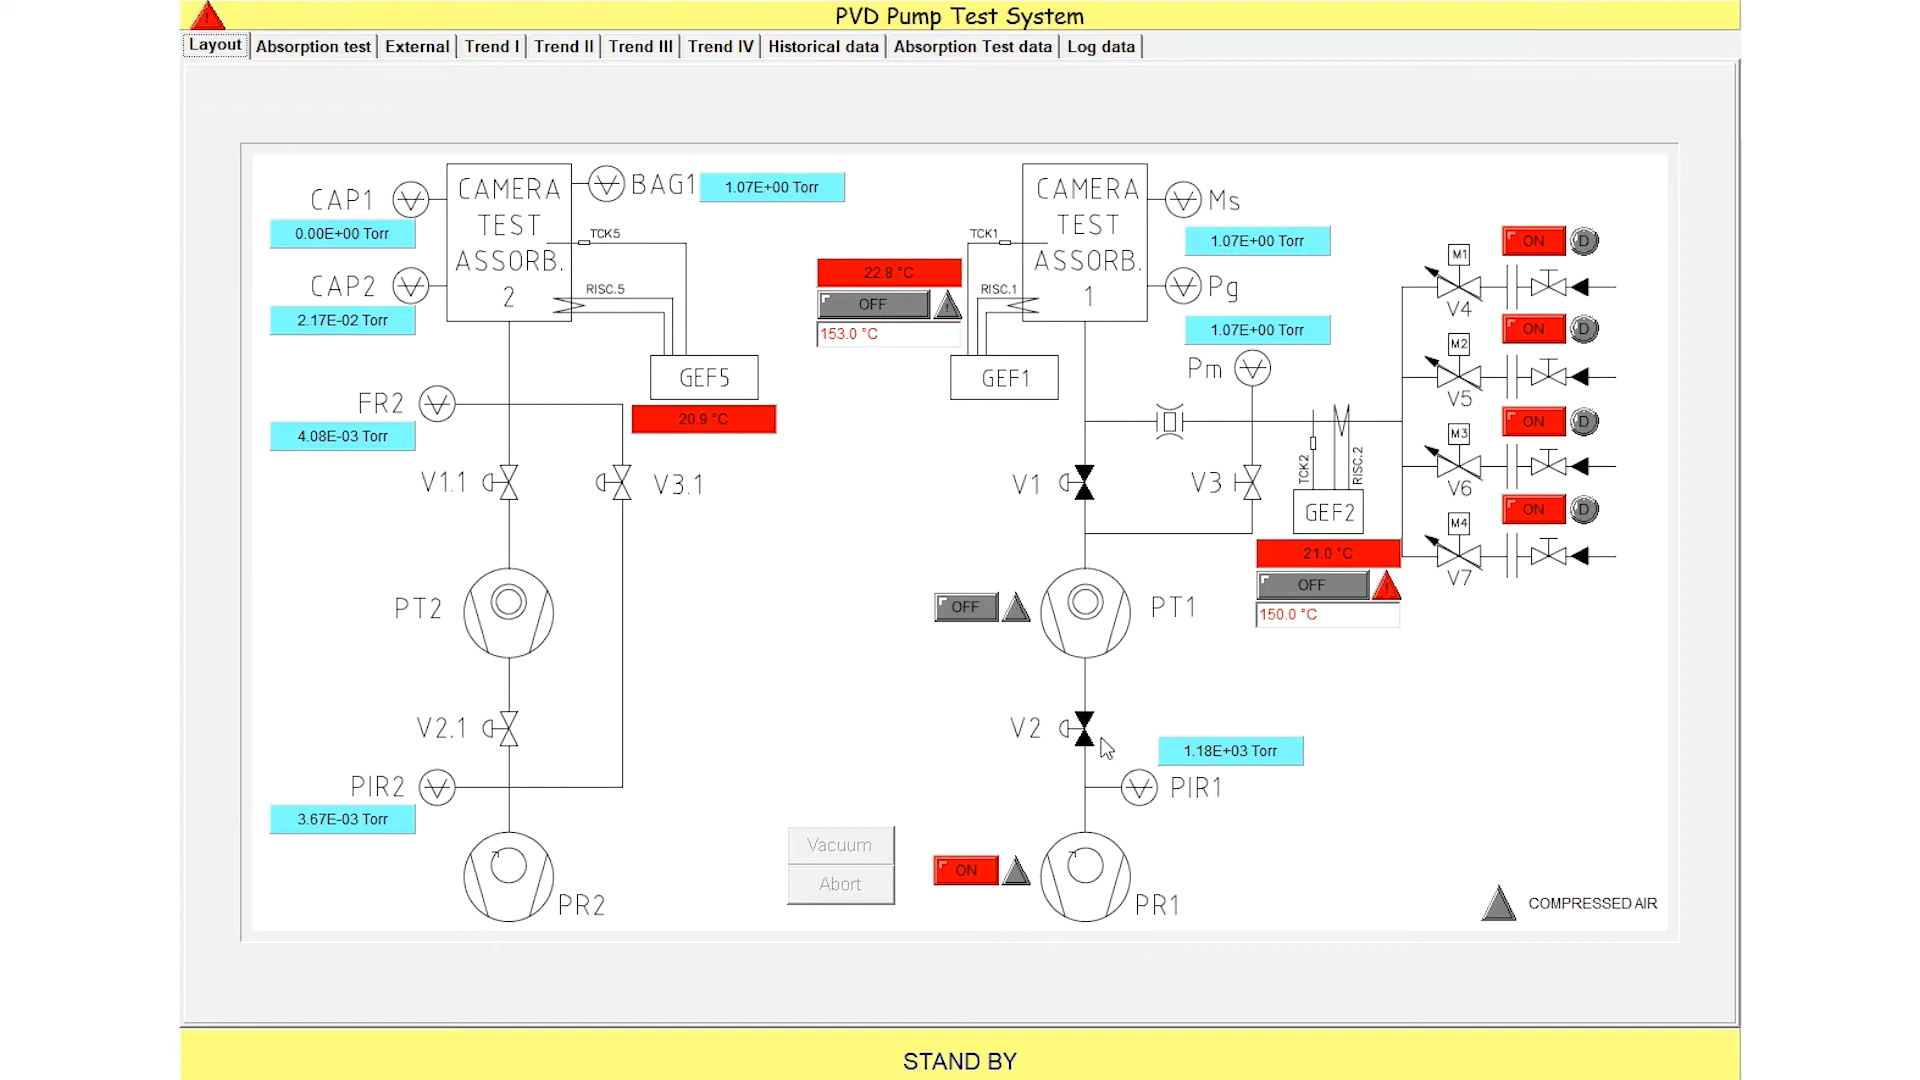 PVD Pump Test System
Layout
Absorption test
External
Trend I
Trend II
Trend III
Trend IV
Historical data
Absorption Test data
Log data
CAP1
0.00E+00 Torr
CAP2
2.17E-02 Torr
CAMERA
TEST
ASSORB.
2
BAG1
1.07E+00 Torr
TCK5
RISC.5
GEF5
20.9 °C
FR2
4.08E-03 Torr
V1.1
V3.1
PT2
V2.1
PIR2
3.67E-03 Torr
PR2
22.8 °C
OFF
153.0 °C
TCK1
RISC.1
GEF1
CAMERA
TEST
ASSORB.
1
Ms
1.07E+00 Torr
Pg
1.07E+00 Torr
Pm
V1
V3
TCK2
RISC.2
GEF2
21.0 °C
OFF
150.0 °C
M1
V4
ON
D
M2
V5
ON
D
M3
V6
ON
D
M4
V7
ON
D
OFF
PT1
V2
1.18E+03 Torr
PIR1
Vacuum
Abort
ON
PR1
COMPRESSED AIR
STAND BY